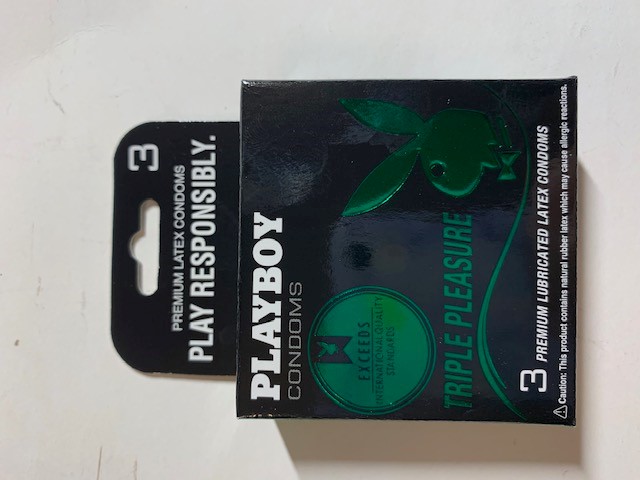 3
PREMIUM LATEX CONDOMS
PLAY RESPONSIBLY.
PLAYBOY
CONDOMS
EXCEEDS
INTERNATIONAL QUALITY
STANDARDS
TRIPLE PLEASURE
3 PREMIUM LUBRICATED LATEX CONDOMS
⚠ Caution: This product contains natural rubber latex which may cause allergic reactions.